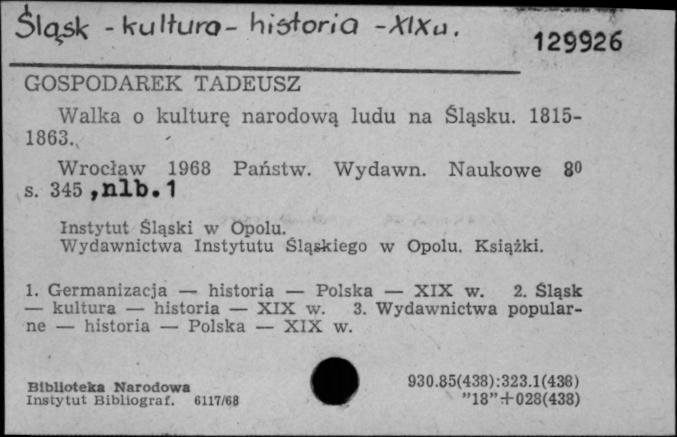 Śląsk - kultura - historia - XIX w.
129926
GOSPODAREK TADEUSZ
Walka o kulturę narodową ludu na Śląsku. 1815-
1863.
Wrocław 1968 Państw. Wydawn. Naukowe 8⁰
s. 345, nlb. 1
Instytut Śląski w Opolu.
Wydawnictwa Instytutu Śląskiego w Opolu. Książki.
1. Germanizacja — historia — Polska — XIX w. 2. Śląsk
— kultura — historia — XIX w. 3. Wydawnictwa popular-
ne — historia — Polska — XIX w.
Biblioteka Narodowa
Instytut Bibliograf. 6117/68
930.85(438):323.1(438)
"18"+028(438)